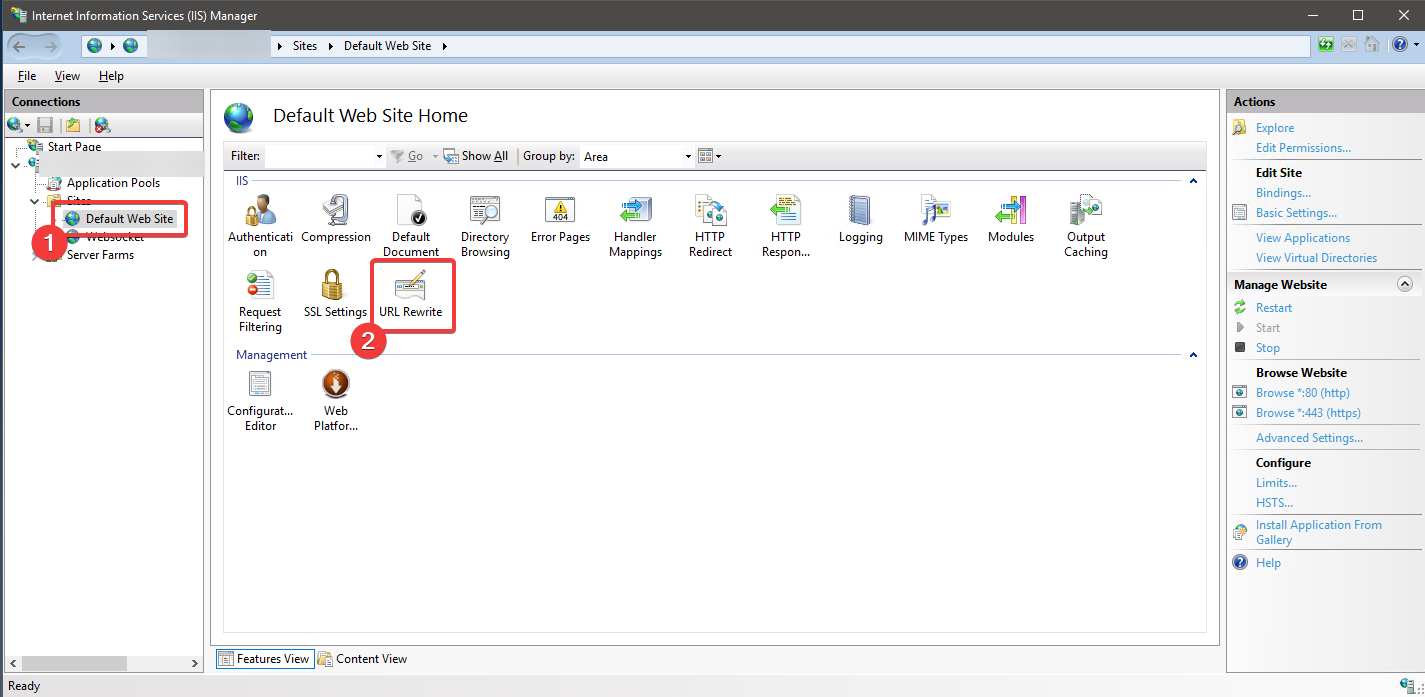 Internet Information Services (IIS) Manager
Sites
Default Web Site
File
View
Help
Connections
Start Page
Application Pools
Sites
Default Web Site
Websocket
Server Farms
1
Default Web Site Home
Filter:
Go
Show All
Group by:
Area
IIS
Authenticati
on
Compression
Default
Document
Directory
Browsing
Error Pages
404
Handler
Mappings
HTTP
Redirect
HTTP
Respon...
Logging
MIME Types
Modules
Output
Caching
Request
Filtering
SSL Settings
URL Rewrite
2
Management
Configurat...
Editor
Web
Platfor...
Features View
Content View
Actions
Explore
Edit Permissions...
Edit Site
Bindings...
Basic Settings...
View Applications
View Virtual Directories
Manage Website
Restart
Start
Stop
Browse Website
Browse *:80 (http)
Browse *:443 (https)
Advanced Settings...
Configure
Limits...
HSTS...
Install Application From
Gallery
Help
Ready